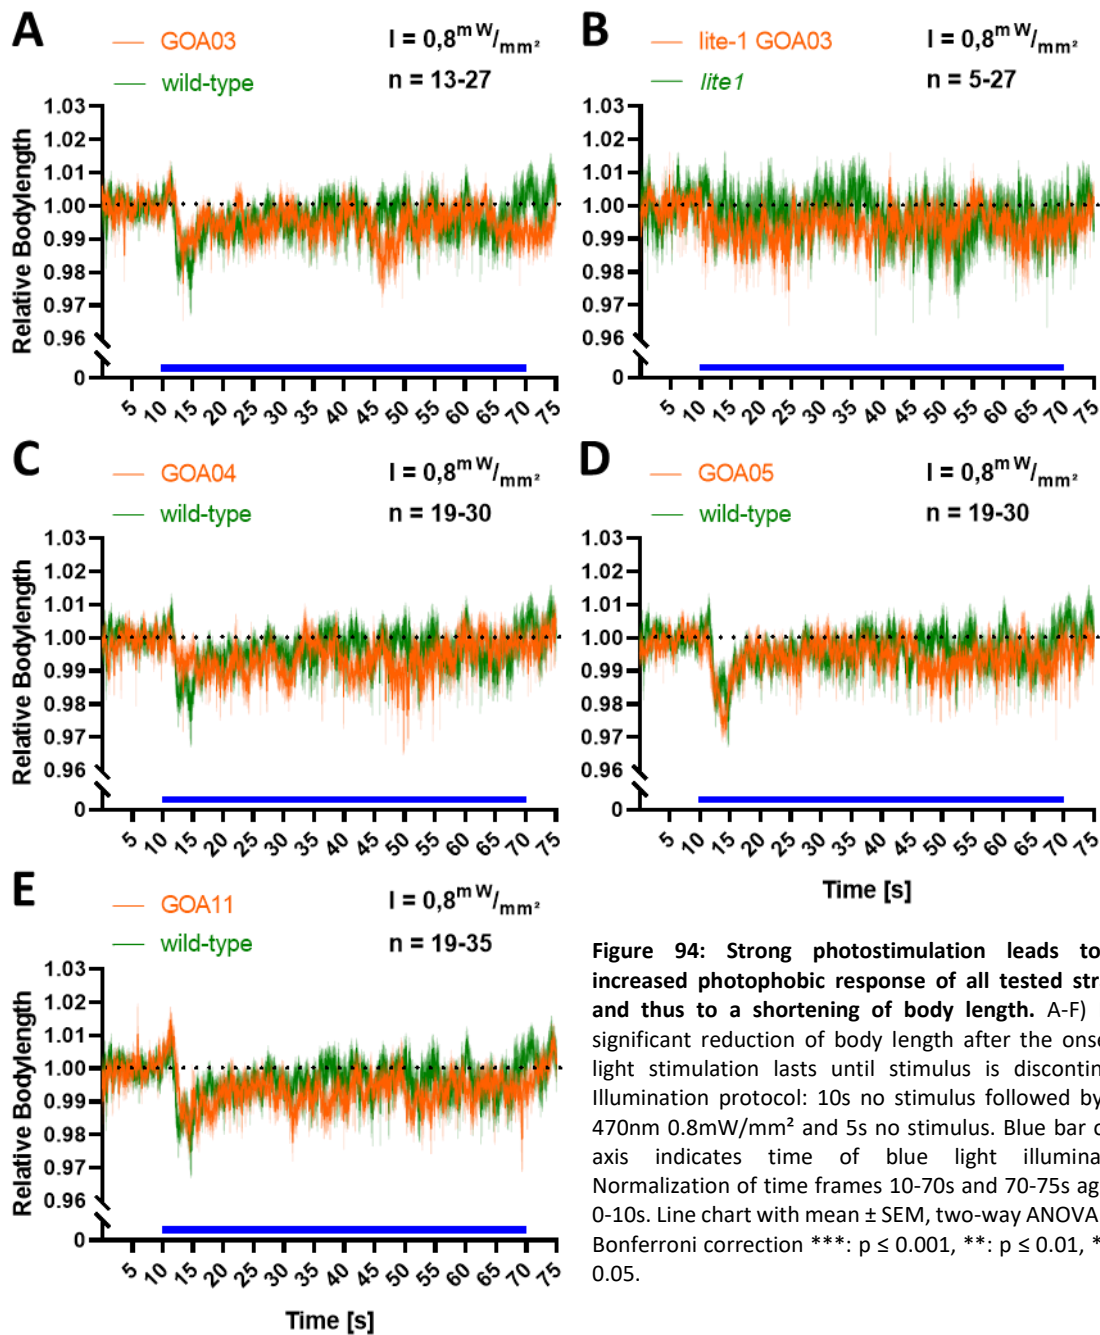 A
GOA03
wild-type
I = 0,8 mW/mm²
n = 13-27
Relative Bodylength
1.03
1.02
1.01
1.00
0.99
0.98
0.97
0.96
0
5 10 15 20 25 30 35 40 45 50 55 60 65 70 75
B
lite-1 GOA03
lite1
I = 0,8 mW/mm²
n = 5-27
1.03
1.02
1.01
1.00
0.99
0.98
0.97
0.96
0
5 10 15 20 25 30 35 40 45 50 55 60 65 70 75
C
GOA04
wild-type
I = 0,8 mW/mm²
n = 19-30
Relative Bodylength
1.03
1.02
1.01
1.00
0.99
0.98
0.97
0.96
0
5 10 15 20 25 30 35 40 45 50 55 60 65 70 75
D
GOA05
wild-type
I = 0,8 mW/mm²
n = 19-30
1.03
1.02
1.01
1.00
0.99
0.98
0.97
0.96
0
5 10 15 20 25 30 35 40 45 50 55 60 65 70 75
Time [s]
E
GOA11
wild-type
I = 0,8 mW/mm²
n = 19-35
Relative Bodylength
1.03
1.02
1.01
1.00
0.99
0.98
0.97
0.96
0
5 10 15 20 25 30 35 40 45 50 55 60 65 70 75
Time [s]
Figure 94: Strong photostimulation leads to
increased photophobic response of all tested str
and thus to a shortening of body length. A-F)
significant reduction of body length after the onse
light stimulation lasts until stimulus is discontin
Illumination protocol: 10s no stimulus followed by
470nm 0.8mW/mm² and 5s no stimulus. Blue bar o
axis indicates time of blue light illumina
Normalization of time frames 10-70s and 70-75s ag
0-10s. Line chart with mean ± SEM, two-way ANOVA
Bonferroni correction ***: p ≤ 0.001, **: p ≤ 0.01, *
0.05.